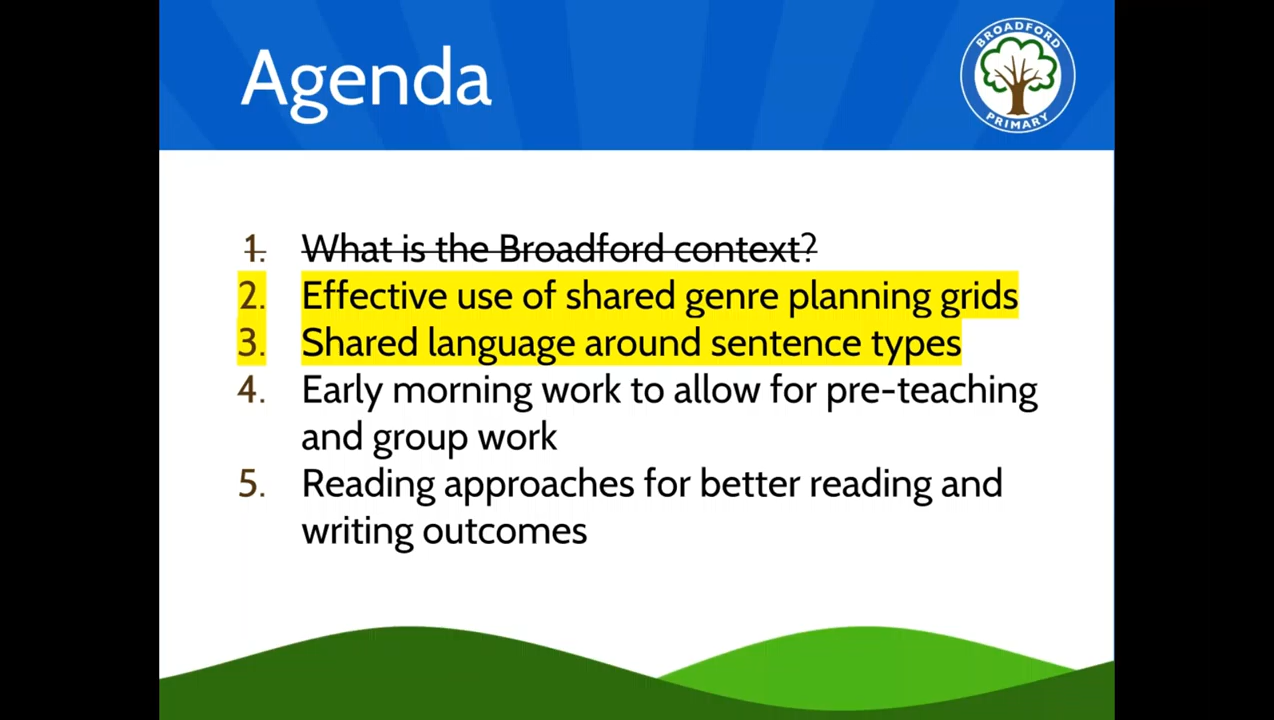 Agenda
BROADFORD
PRIMARY
1. What is the Broadford context?
2. Effective use of shared genre planning grids
3. Shared language around sentence types
4. Early morning work to allow for pre-teaching
and group work
5. Reading approaches for better reading and
writing outcomes